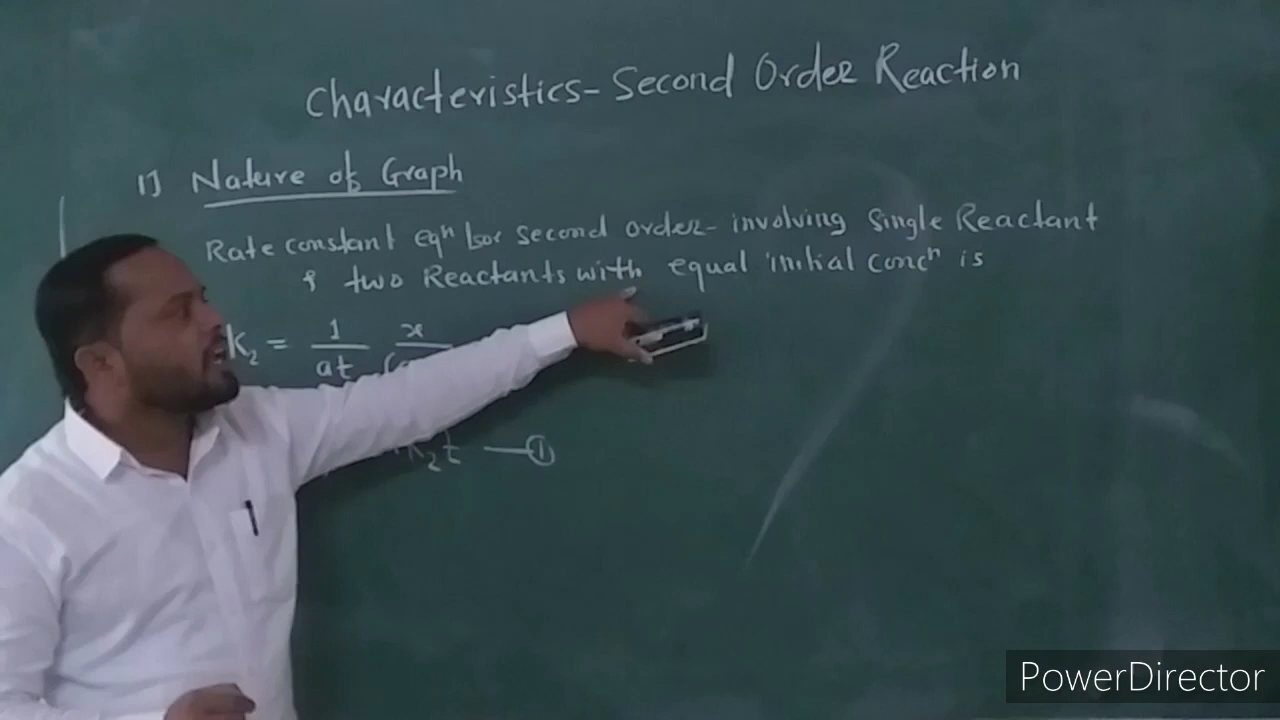 Characteristics - Second Order Reaction
1] Nature of Graph
Rate constant eqⁿ for second order - involving Single Reactant
& two Reactants with equal initial concⁿ is
K₂ = 1/at x/(
K₂t — ①
PowerDirector